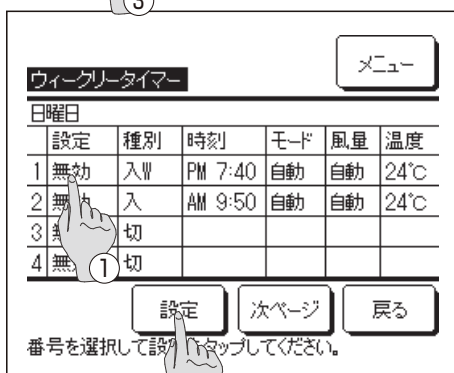 ③
メニュー
ウィークリータイマー
日曜日
設定 種別 時刻 モード 風量 温度
1 無効 入W PM 7:40 自動 自動 24℃
2 無効 入 AM 9:50 自動 自動 24℃
3 切
4 無 切
①
設定 次ページ 戻る
番号を選択して設 タップしてください。